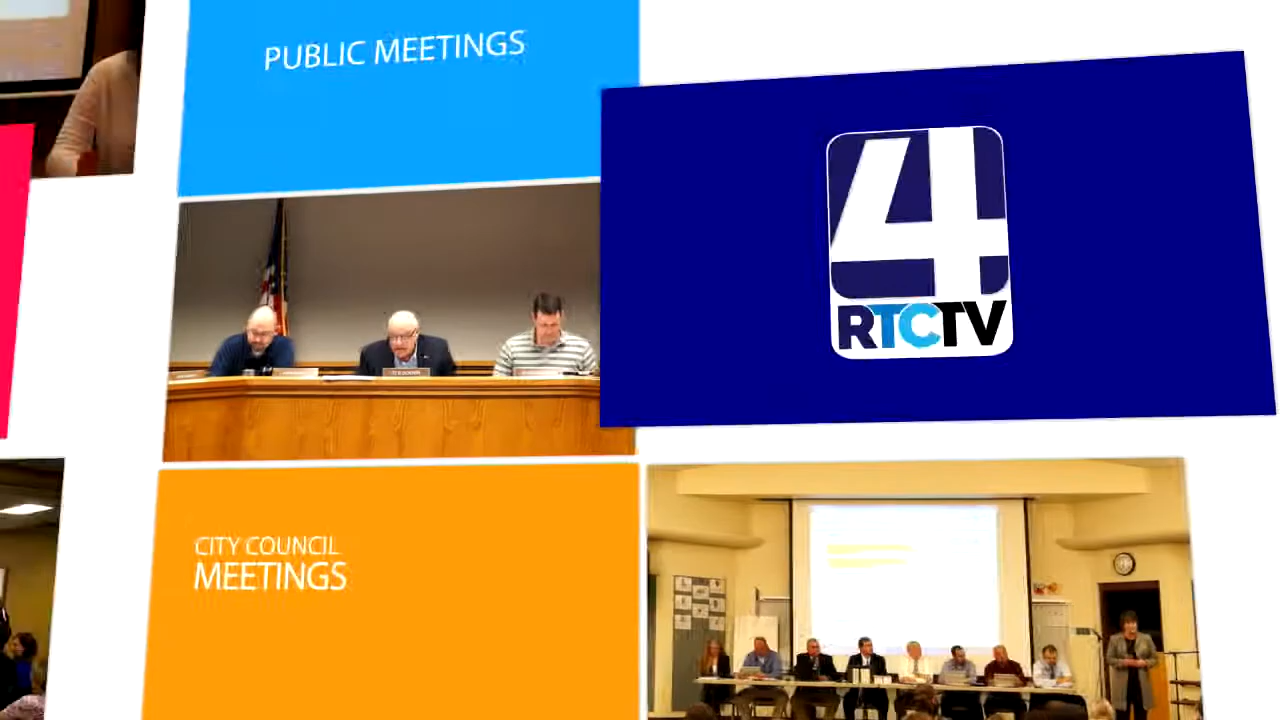 PUBLIC MEETINGS
4
RTCTV
CITY COUNCIL
MEETINGS